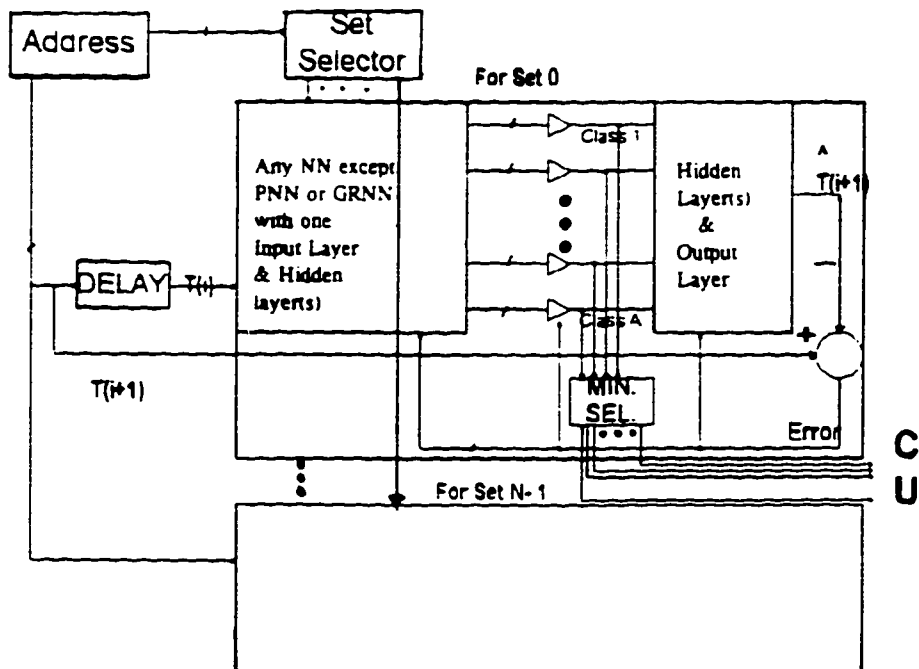 Address
Set
Selector
For Set 0
Any NN except
PNN or GRNN
with one
Input Layer
& Hidden
layer(s)
Class 1
Class A
Hidden
Layer(s)
&
Output
Layer
^
T(i+1)
DELAY
T(i)
+
T(i+1)
MIN.
SEL.
Error
C
U
For Set N-1